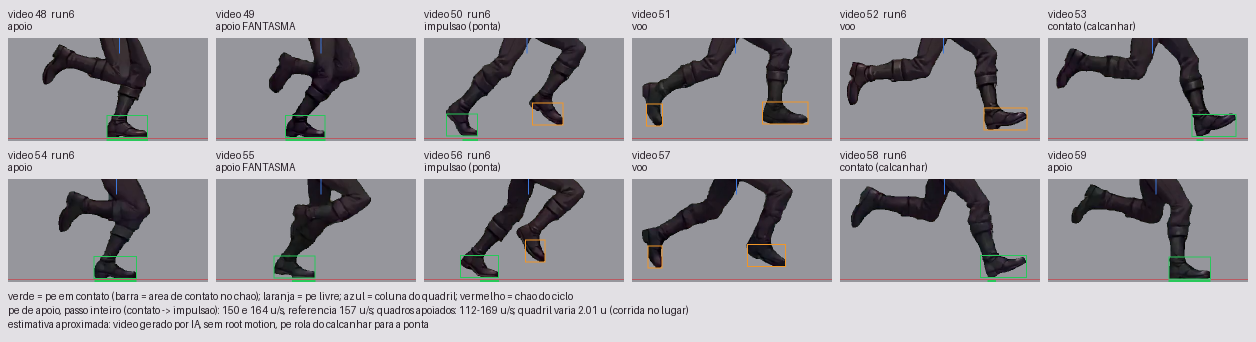 video 48 run6
apoio
video 49
apoio FANTASMA
video 50 run6
impulsao (ponta)
video 51
voo
video 52 run6
voo
video 53
contato (calcanhar)
video 54 run6
apoio
video 55
apoio FANTASMA
video 56 run6
impulsao (ponta)
video 57
voo
video 58 run6
contato (calcanhar)
video 59
apoio
verde = pe em contato (barra = area de contato no chao); laranja = pe livre; azul = coluna do quadril; vermelho = chao do ciclo
pe de apoio, passo inteiro (contato -> impulsao): 150 e 164 u/s, referencia 157 u/s; quadros apoiados: 112-169 u/s; quadril varia 2.01 u (corrida no lugar)
estimativa aproximada: video gerado por IA, sem root motion, pe rola do calcanhar para a ponta